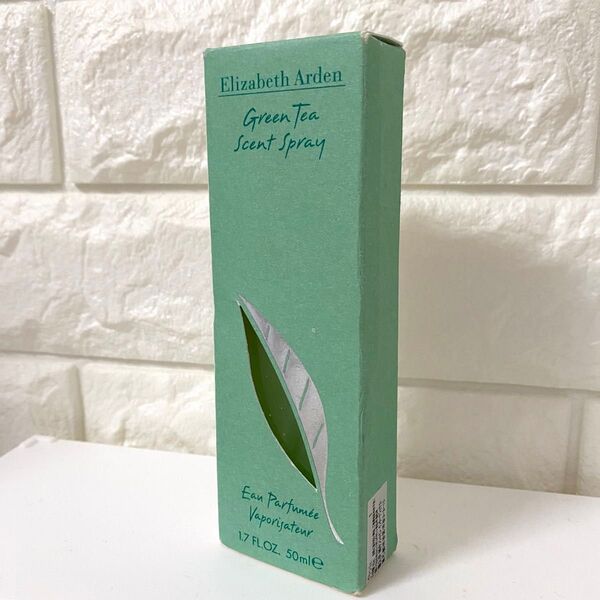 Elizabeth Arden
Green Tea
Scent Spray
Eau Parfumée
Vaporisateur
1.7 FL.OZ. 50ml℮